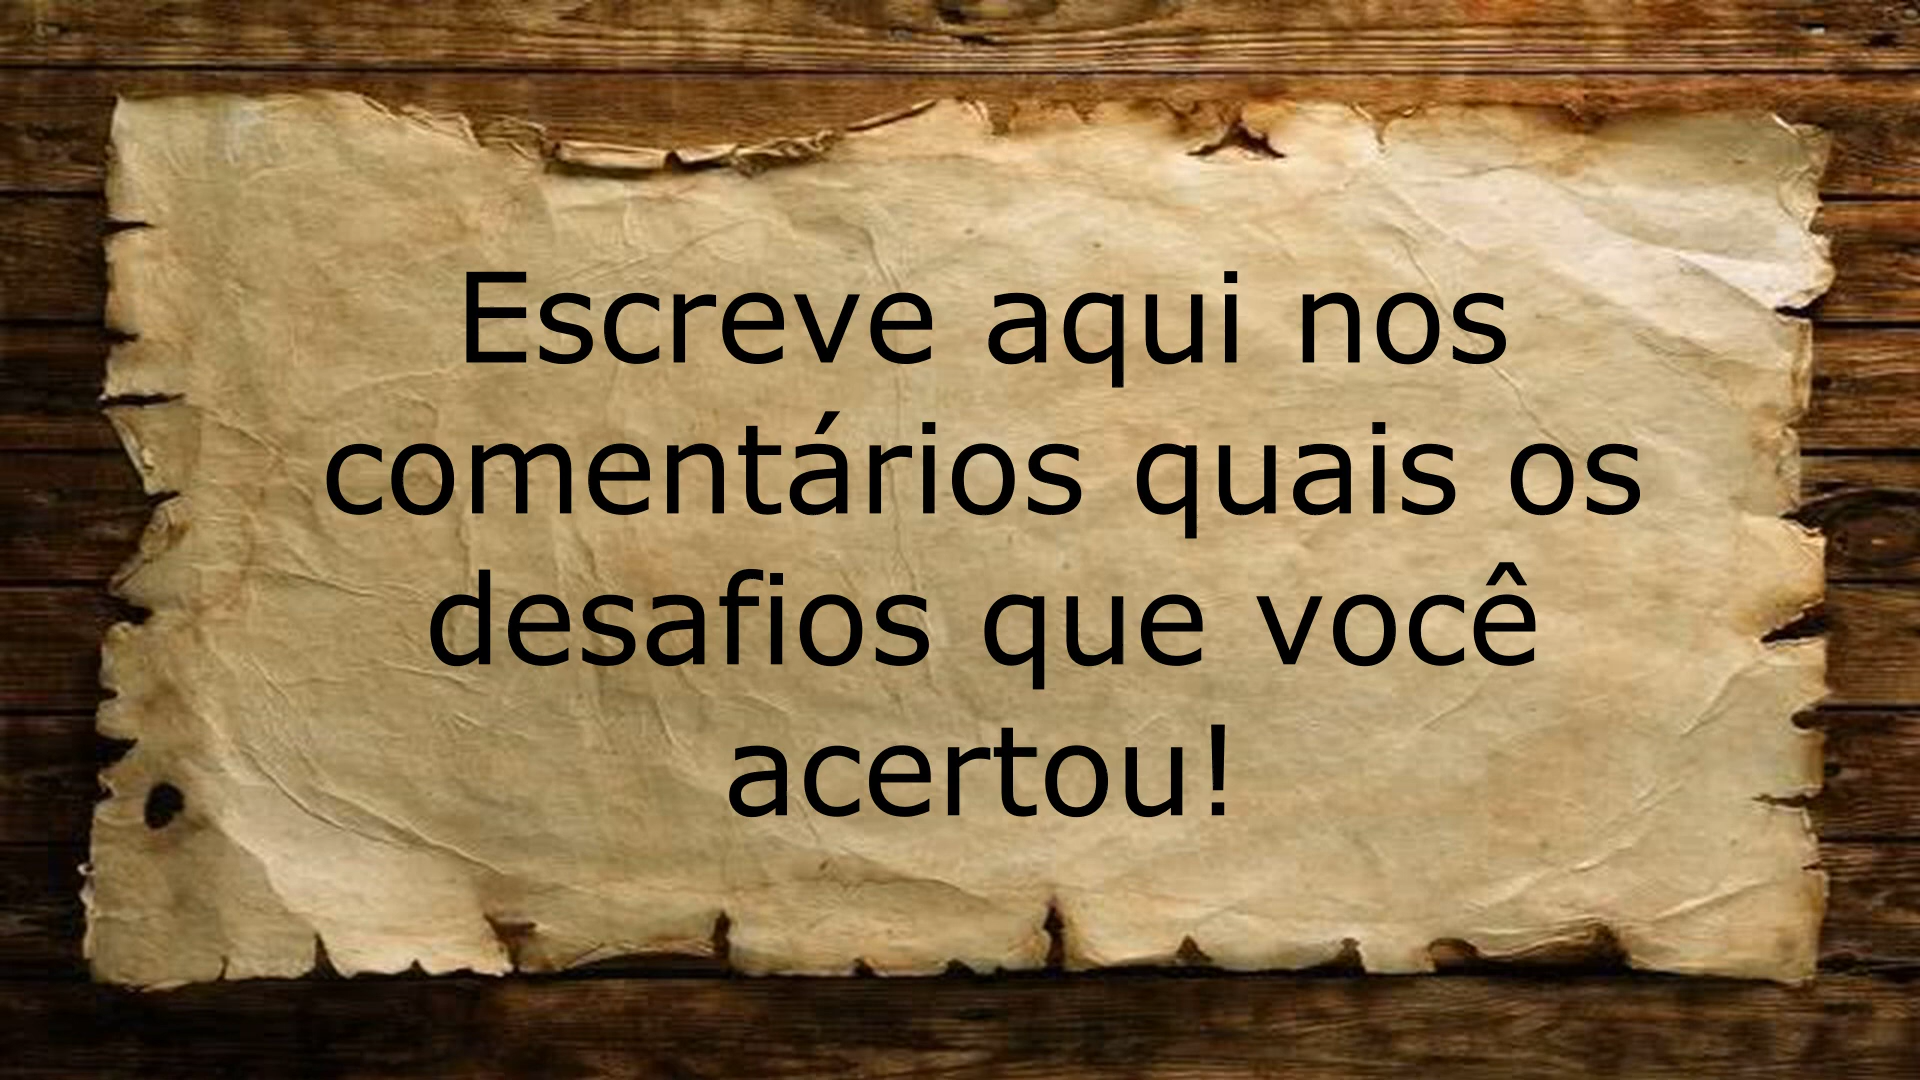 Escreve aqui nos
comentários quais os
desafios que você
acertou!